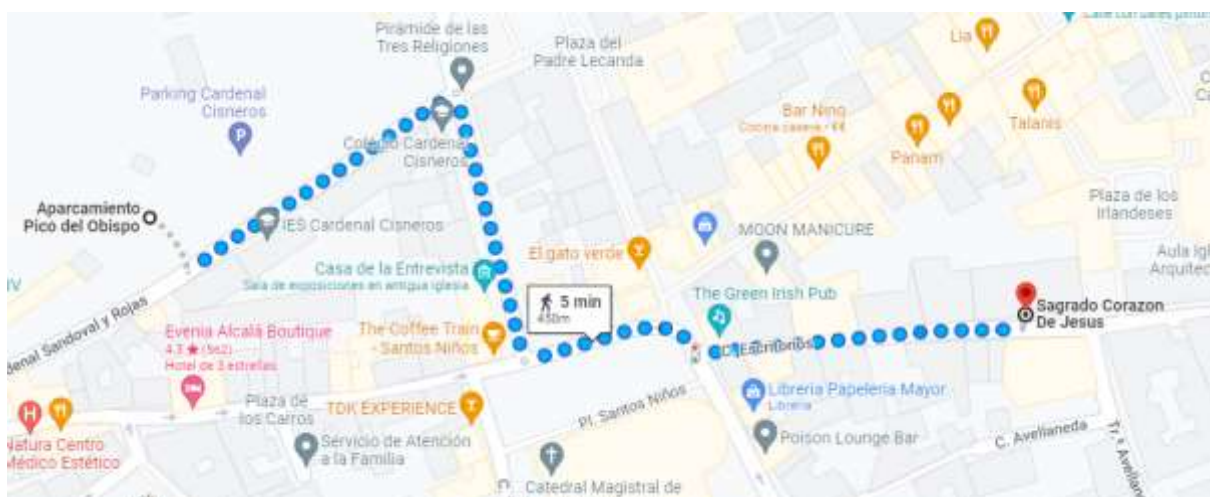 Pirámide de las
Tres Religiones
Plaza del
Padre Lecanda
Lia
Parking Cardenal
Cisneros
Bar Nino
Cocina casera · €€
Talanis
Colegio Cardenal
Cisneros
Panam
Aparcamiento
Pico del Obispo
IES Cardenal Cisneros
Plaza de los
Irlandeses
El gato verde
MOON MANICURE
Casa de la Entrevista
Sala de exposiciones en antigua iglesia
5 min
450m
The Green Irish Pub
Sagrado Corazon
De Jesus
Evenia Alcalá Boutique
4.3 ★ (562)
Hotel de 3 estrellas
The Coffee Train
- Santos Niños
C. Escritorios
Sandoval y Rojas
Librería Papelería Mayor
Librería
Plaza de
los Carros
TDK EXPERIENCE
Pl. Santos Niños
Natura Centro
Médico Estético
Servicio de Atención
a la Familia
Poison Lounge Bar
C. Avellaneda
Catedral Magistral de